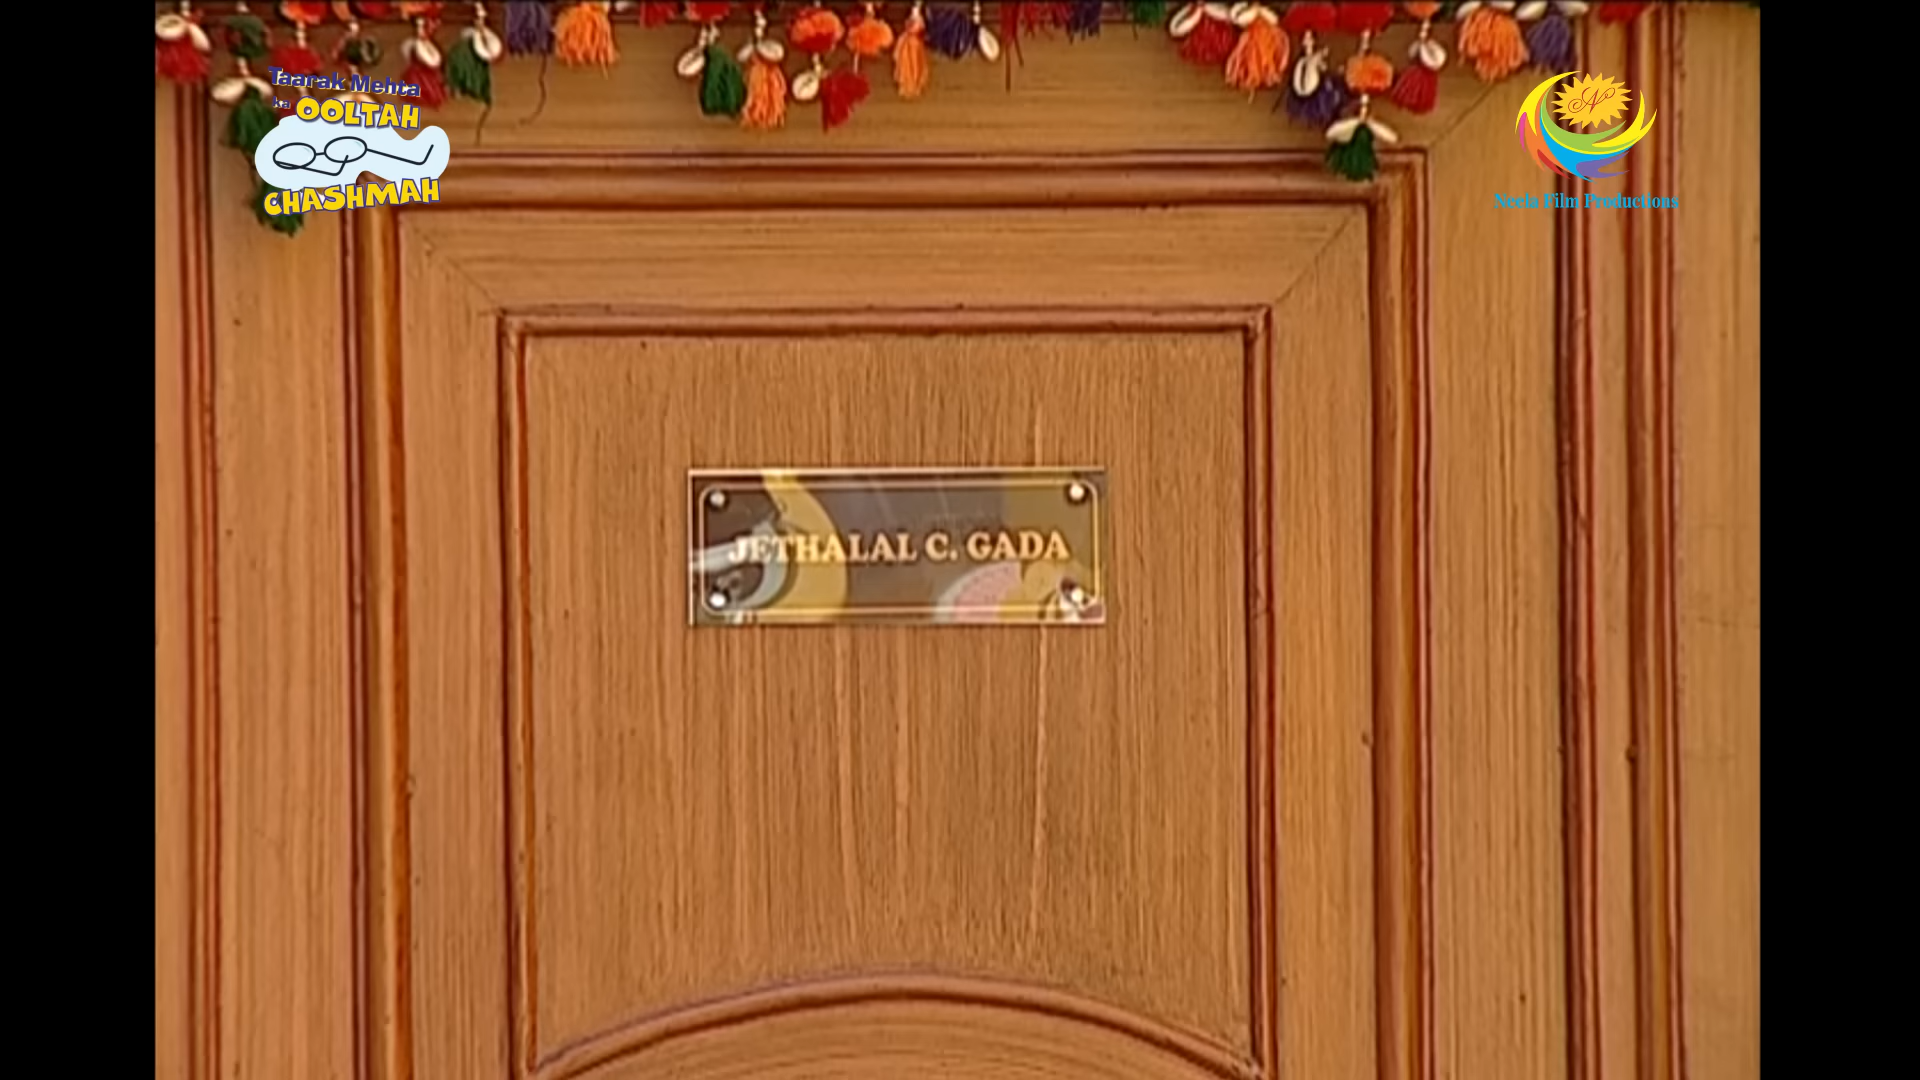 Taarak Mehta
ka OOLTAH
CHASHMAH
Neela Film Productions
JETHALAL C. GADA